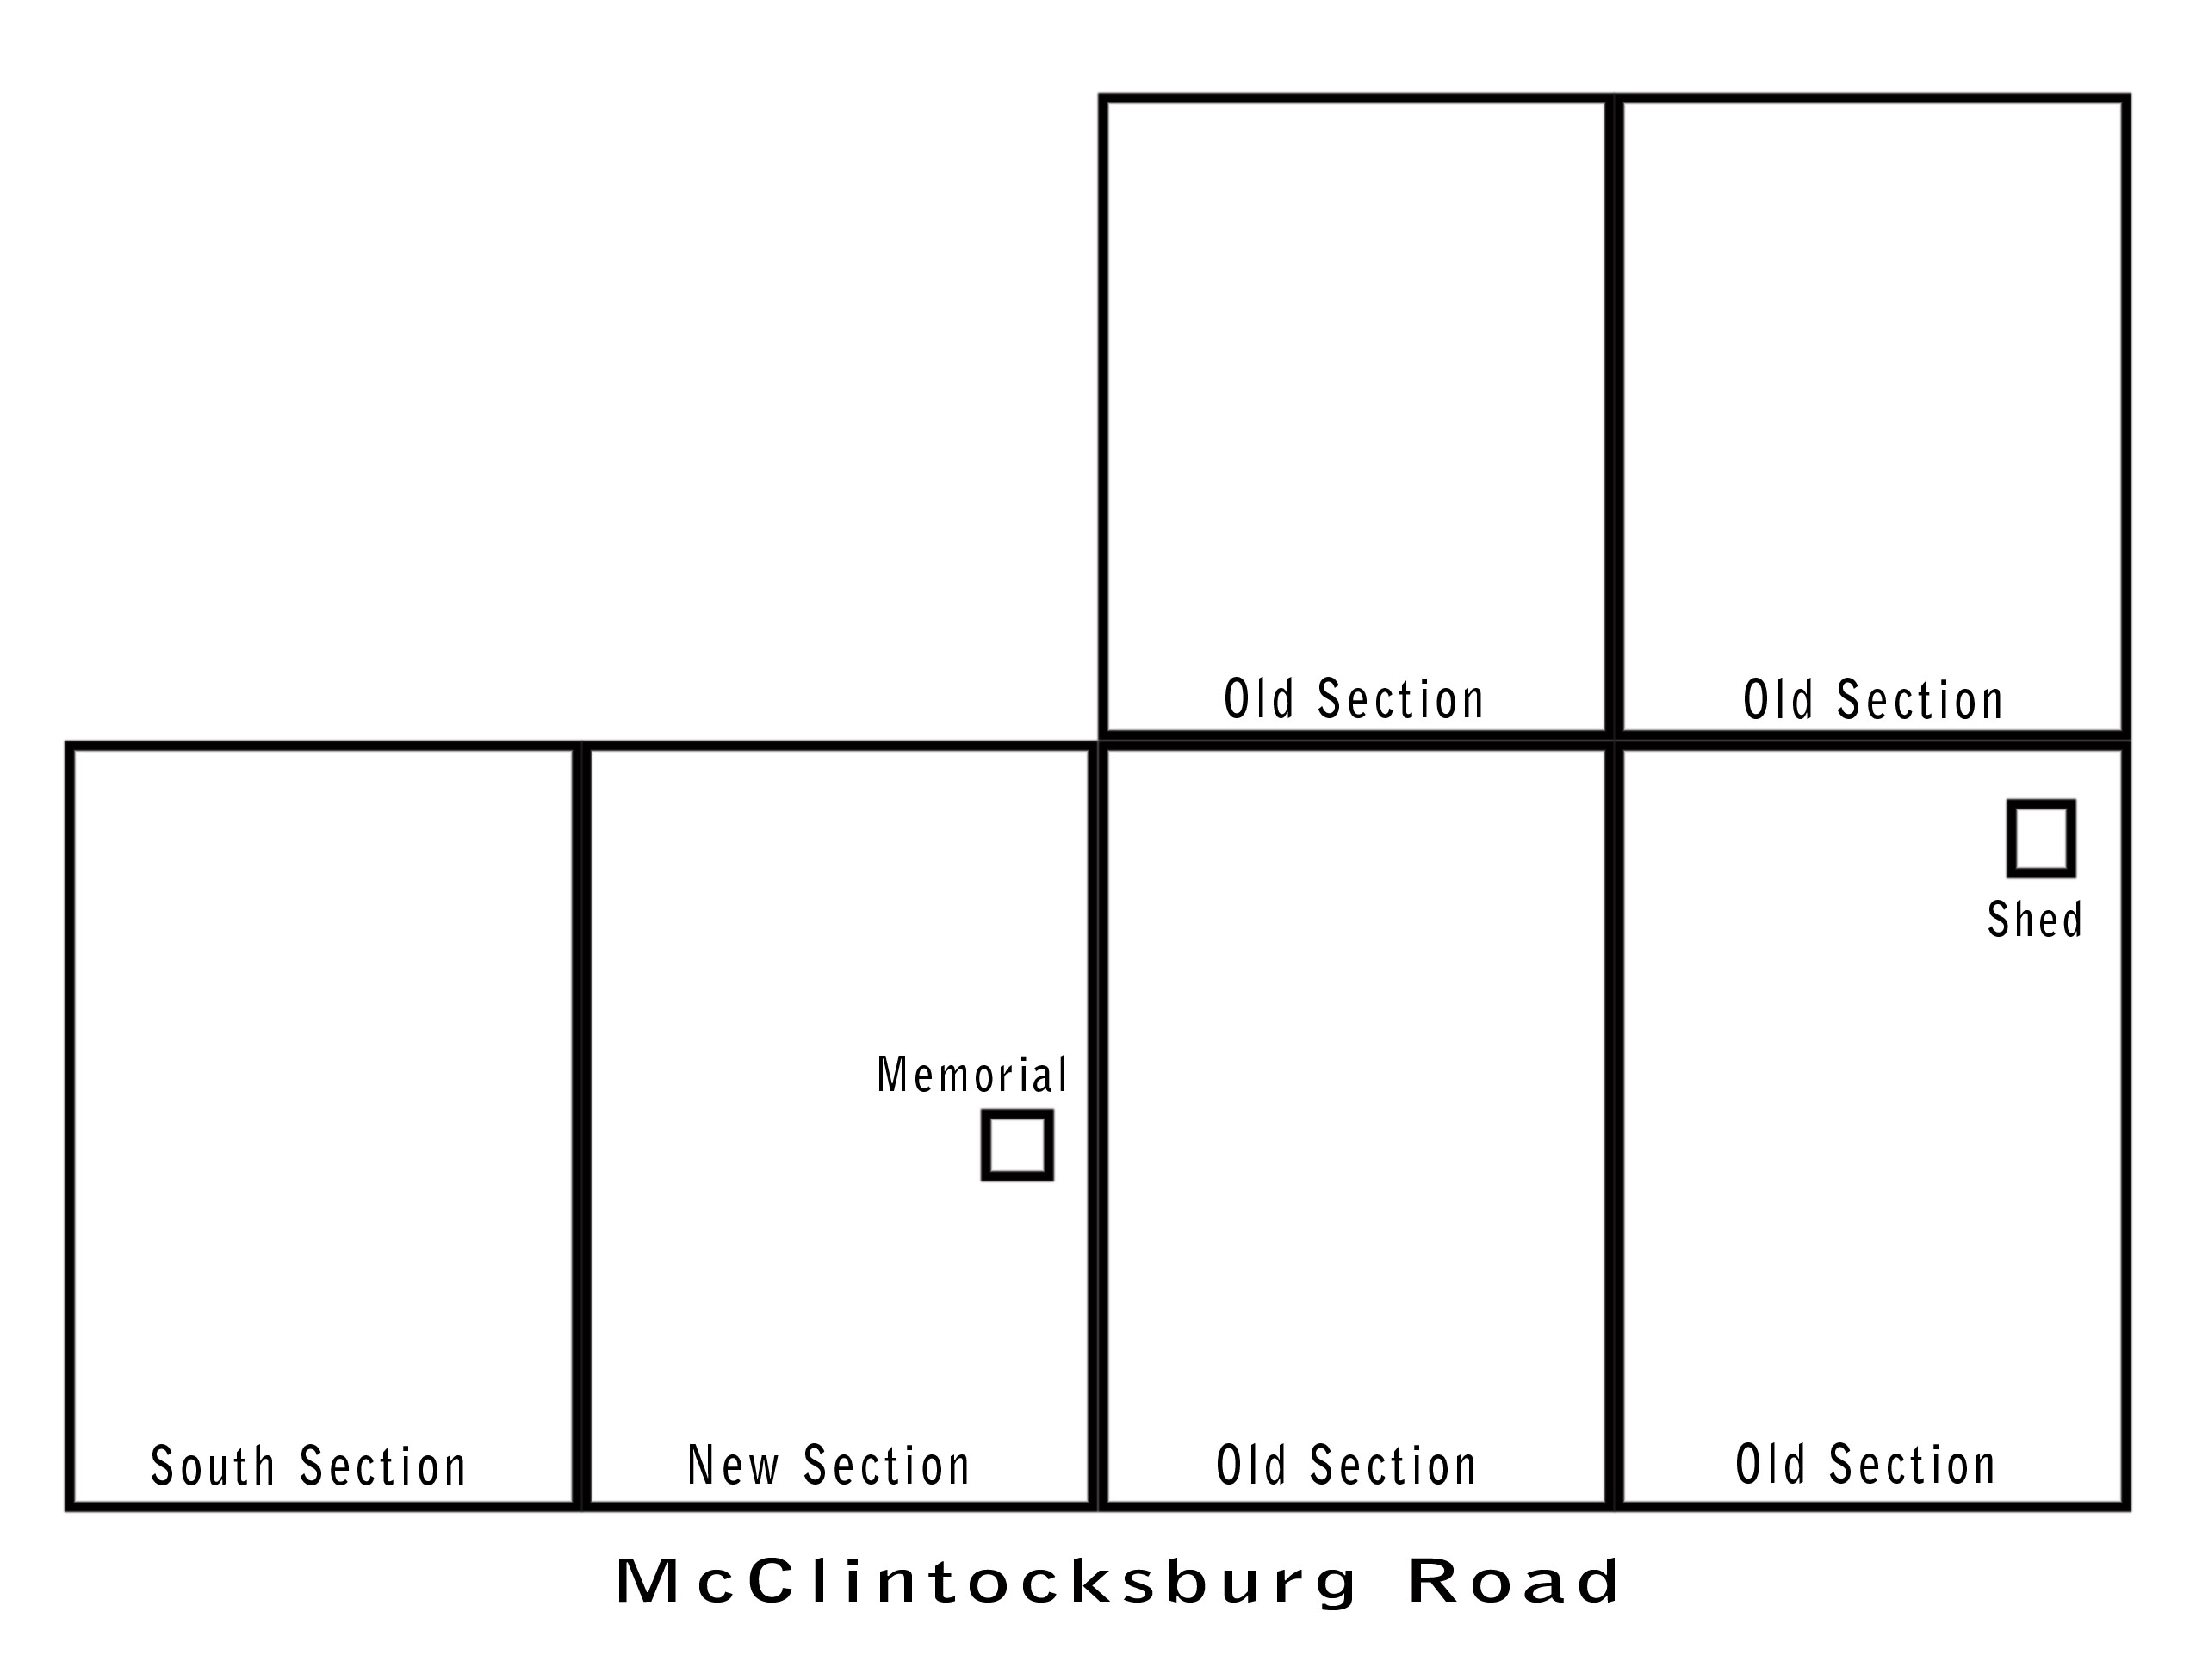 Old Section
Old Section
Shed
Memorial
South Section
New Section
Old Section
Old Section
McClintocksburg Road